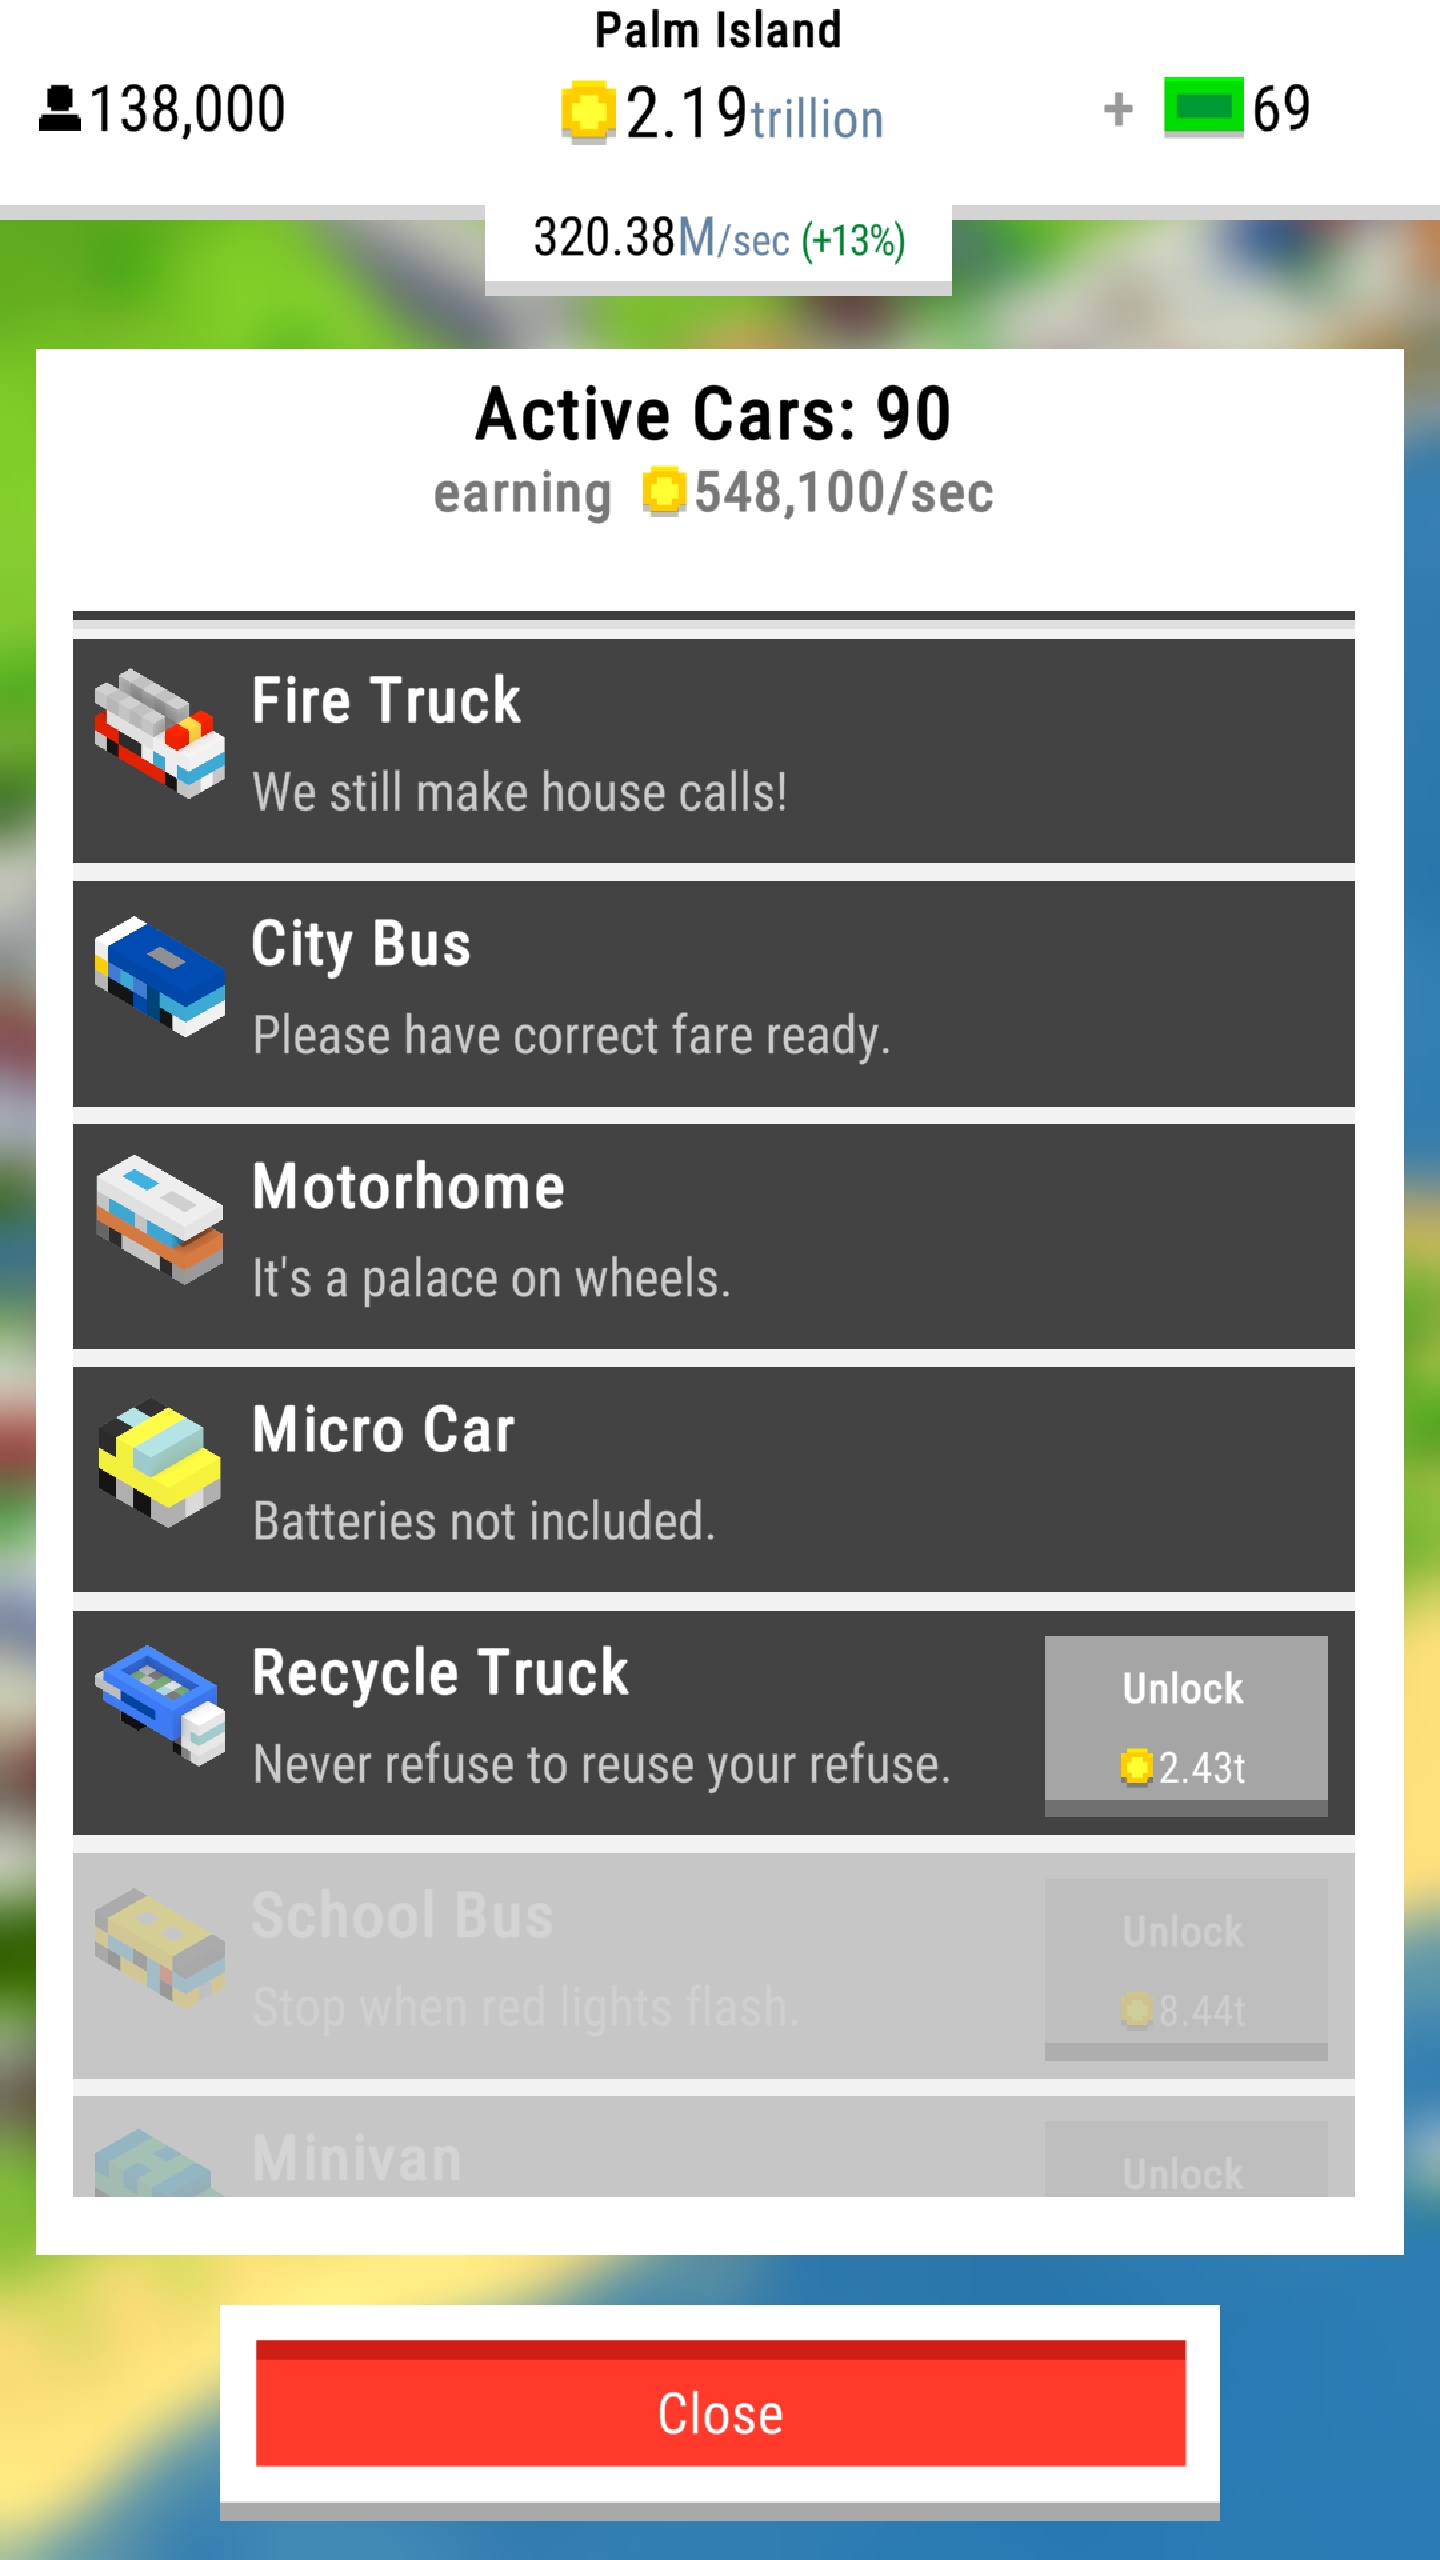 Palm Island
138,000
2.19trillion
+ 69
320.38M/sec (+13%)
Active Cars: 90
earning 548,100/sec
Fire Truck
We still make house calls!
City Bus
Please have correct fare ready.
Motorhome
It's a palace on wheels.
Micro Car
Batteries not included.
Recycle Truck
Never refuse to reuse your refuse.
Unlock
2.43t
School Bus
Stop when red lights flash.
Unlock
8.44t
Minivan
Unlock
Close